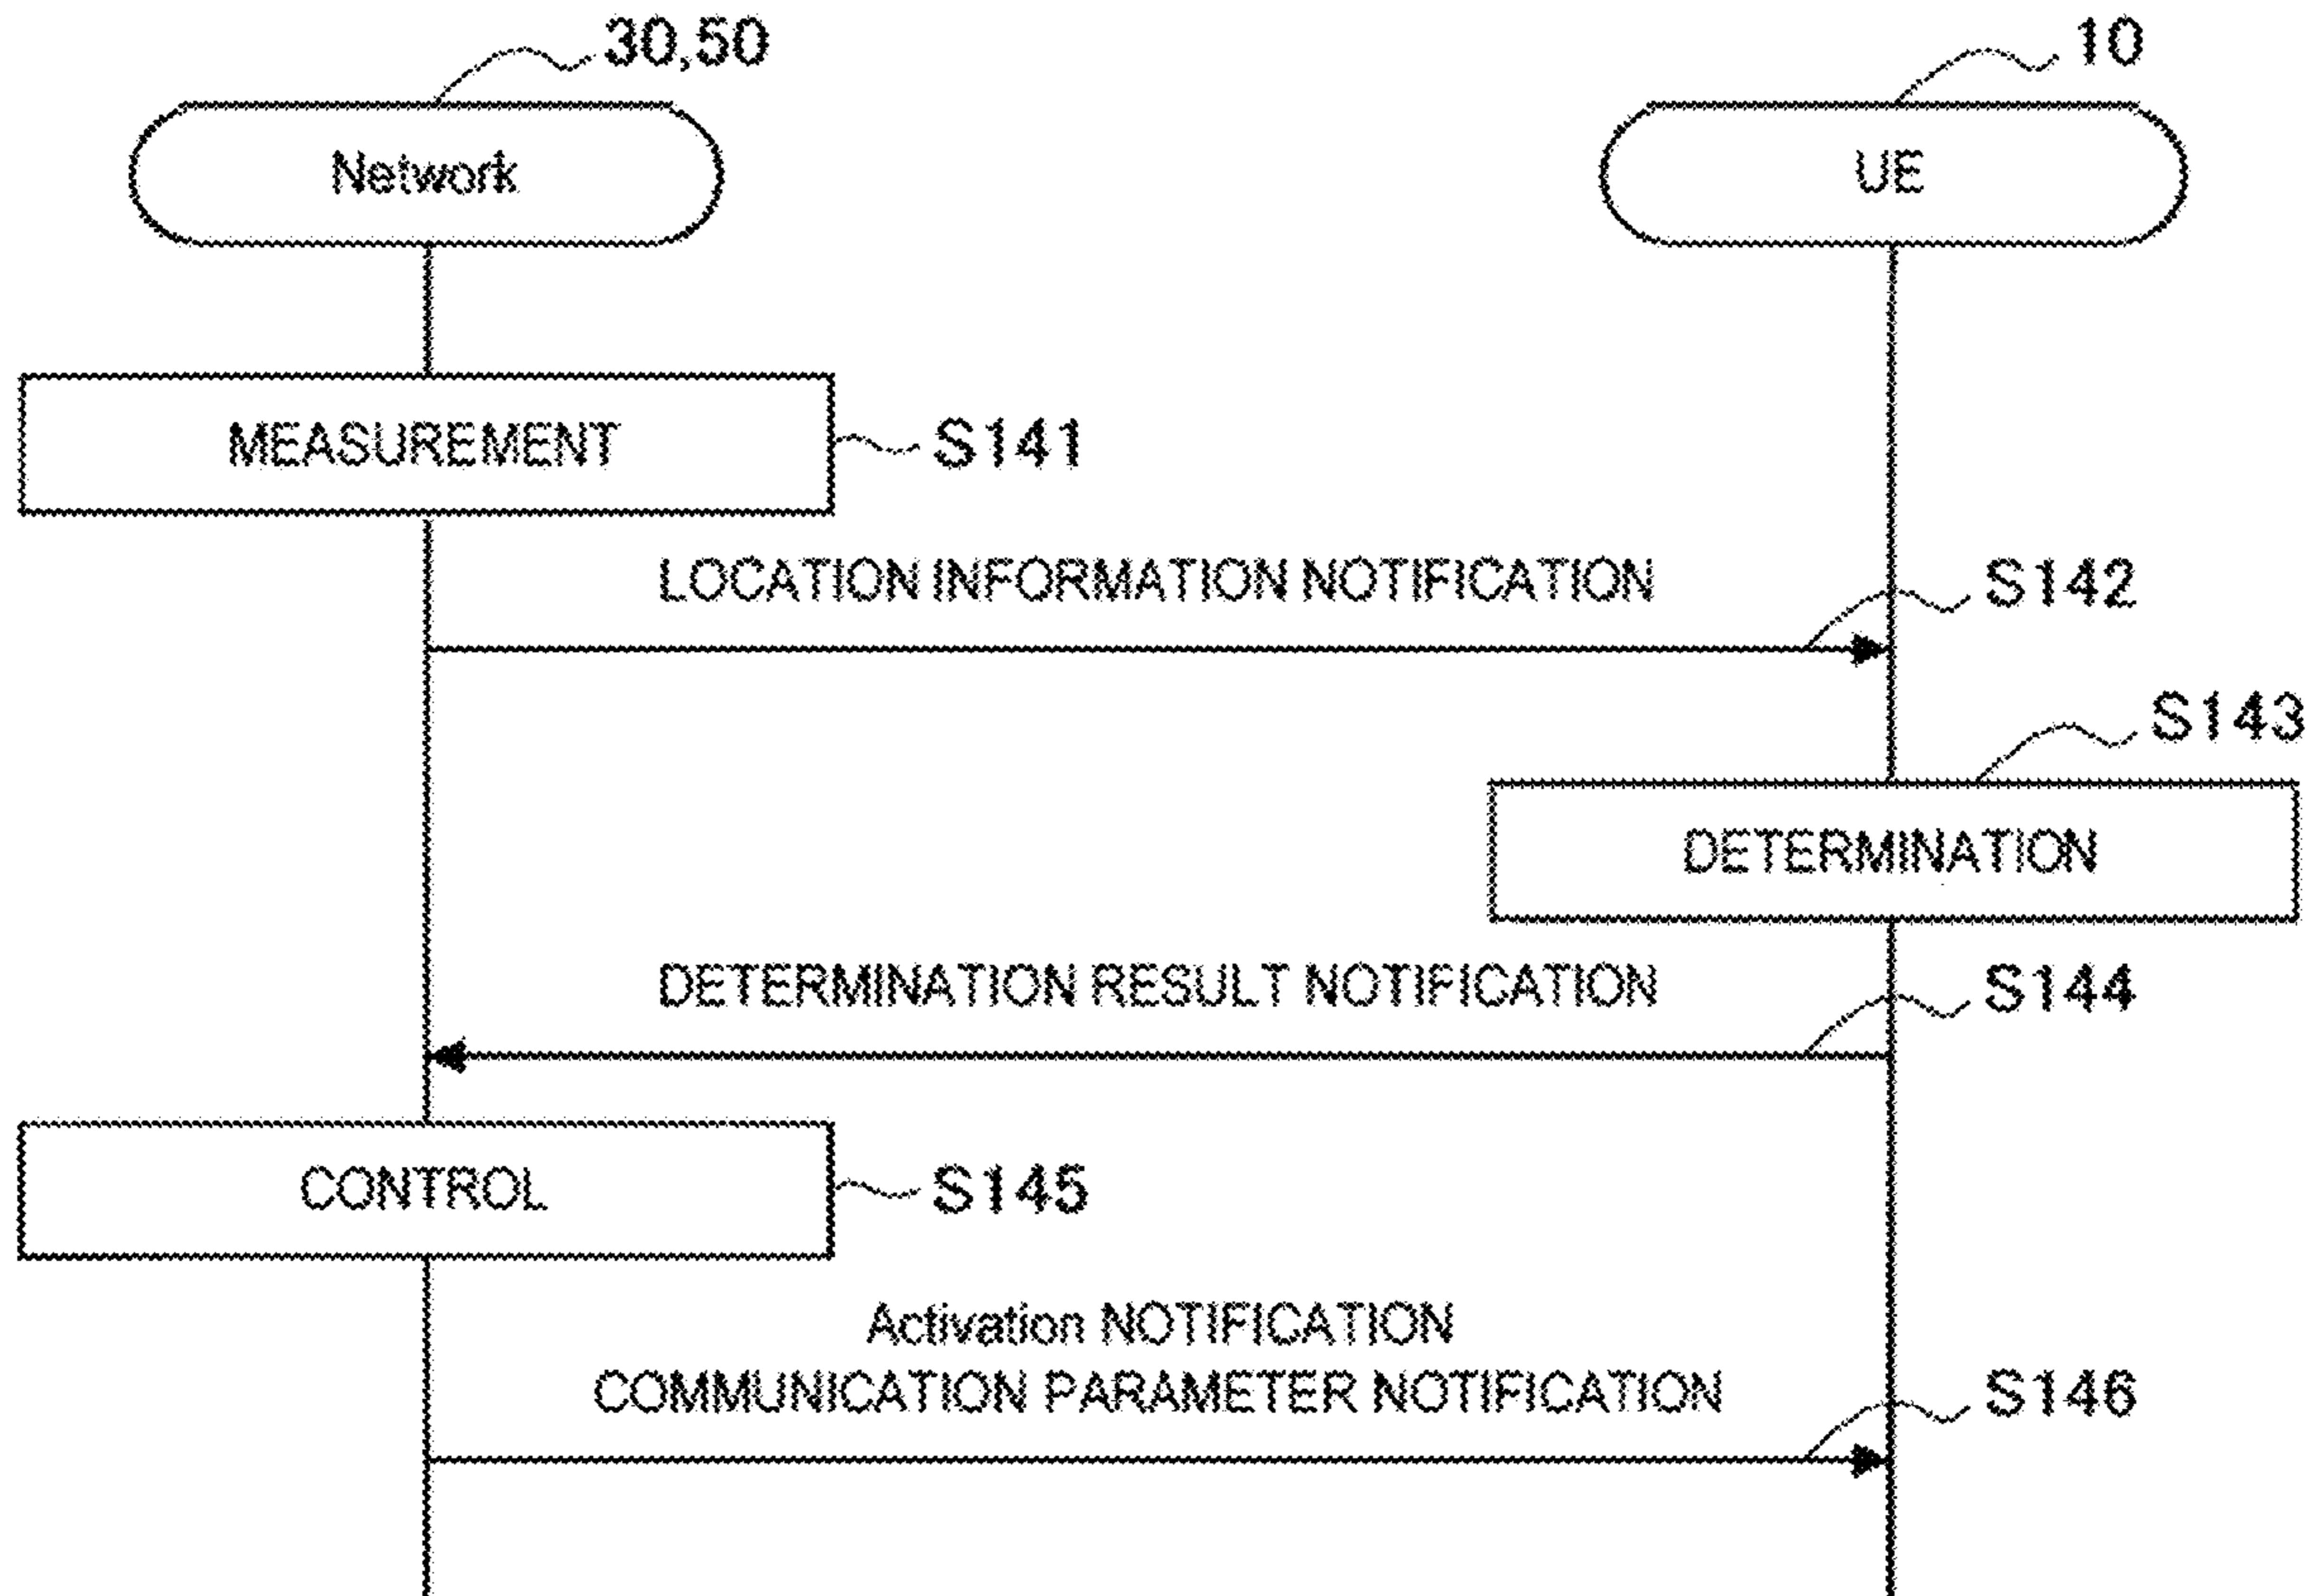 30,50
10
Network
UE
MEASUREMENT
S141
LOCATION INFORMATION NOTIFICATION
S142
S143
DETERMINATION
DETERMINATION RESULT NOTIFICATION
S144
CONTROL
S145
Activation NOTIFICATION
COMMUNICATION PARAMETER NOTIFICATION
S146